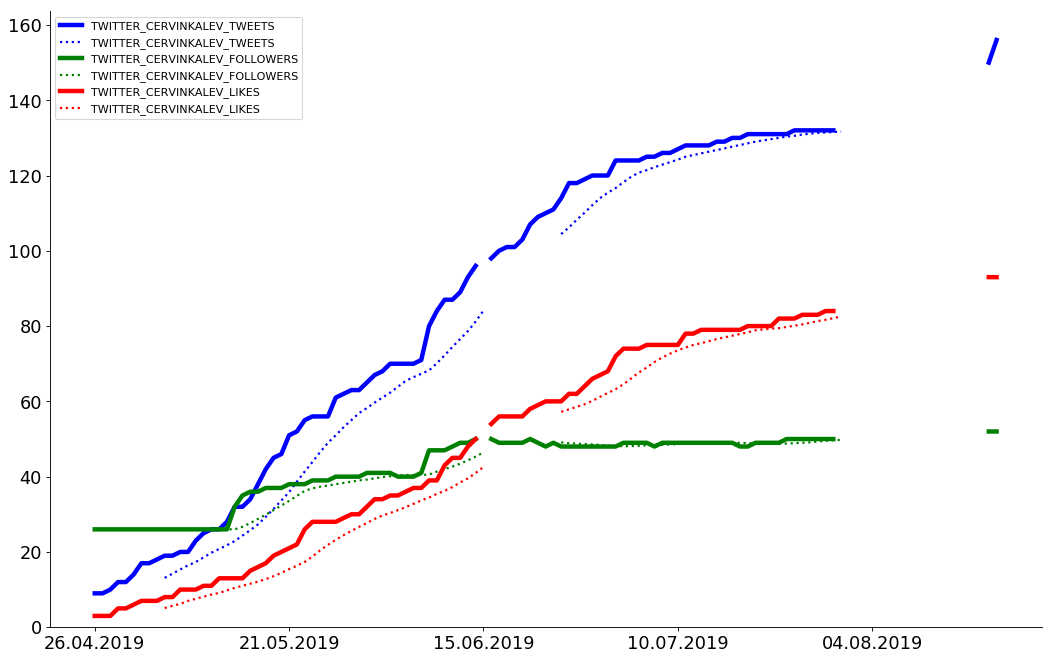 160
140
120
100
80
60
40
20
0
TWITTER_CERVINKALEV_TWEETS
TWITTER_CERVINKALEV_TWEETS
TWITTER_CERVINKALEV_FOLLOWERS
TWITTER_CERVINKALEV_FOLLOWERS
TWITTER_CERVINKALEV_LIKES
TWITTER_CERVINKALEV_LIKES
26.04.2019 21.05.2019 15.06.2019 10.07.2019 04.08.2019